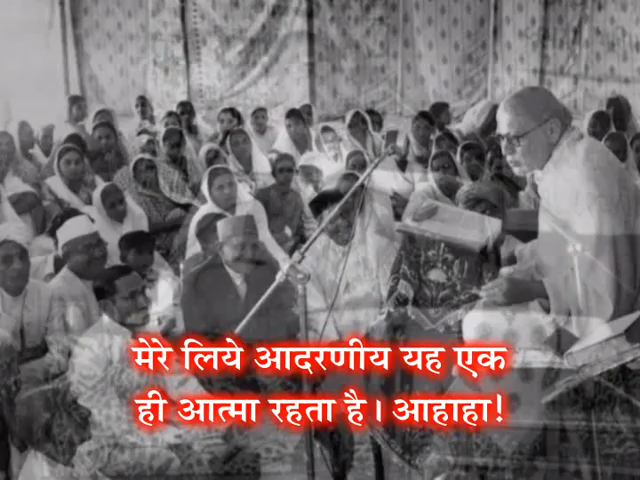 मेरे लिये आदरणीय यह एक
ही आत्मा रहता है। आहाहा!